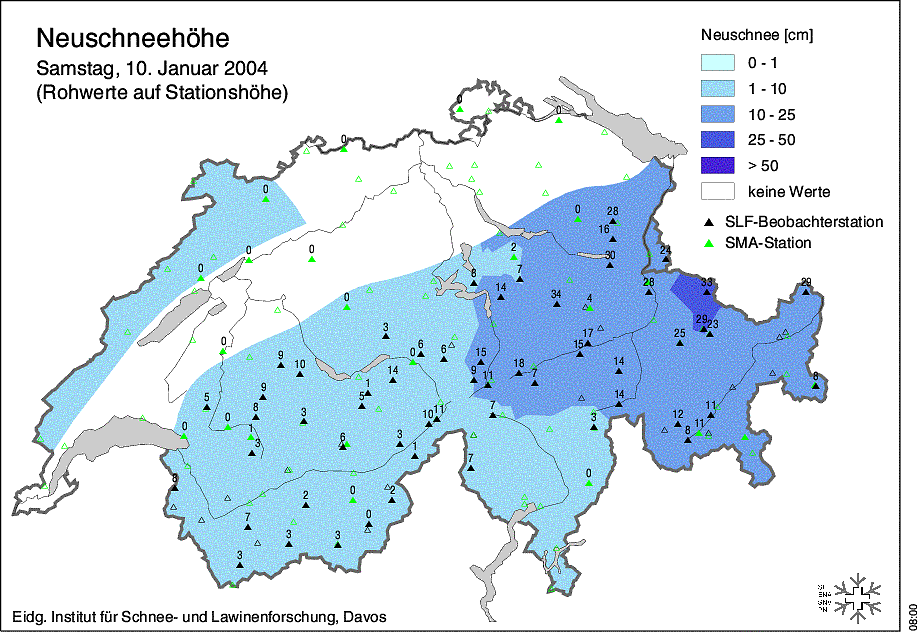 Neuschneehöhe
Samstag, 10. Januar 2004
(Rohwerte auf Stationshöhe)
Neuschnee [cm]
0 - 1
1 - 10
10 - 25
25 - 50
> 50
keine Werte
SLF-Beobachterstation
SMA-Station
0
0
0
0
0 28
16
0 0 2 30 24
0 8 7 28 33 29
0 14 34 4
3 29 23
0 6 6 0 15 17 15 25
9 10 14 9 11 18 7 14 8
9 1
5 8 3 5 10 11 7 14 12 11
0 0 1 3 6 3 1 3 8 11
8 7 0
2 0 2
7 0
3 3 3
Eidg. Institut für Schnee- und Lawinenforschung, Davos
08:00